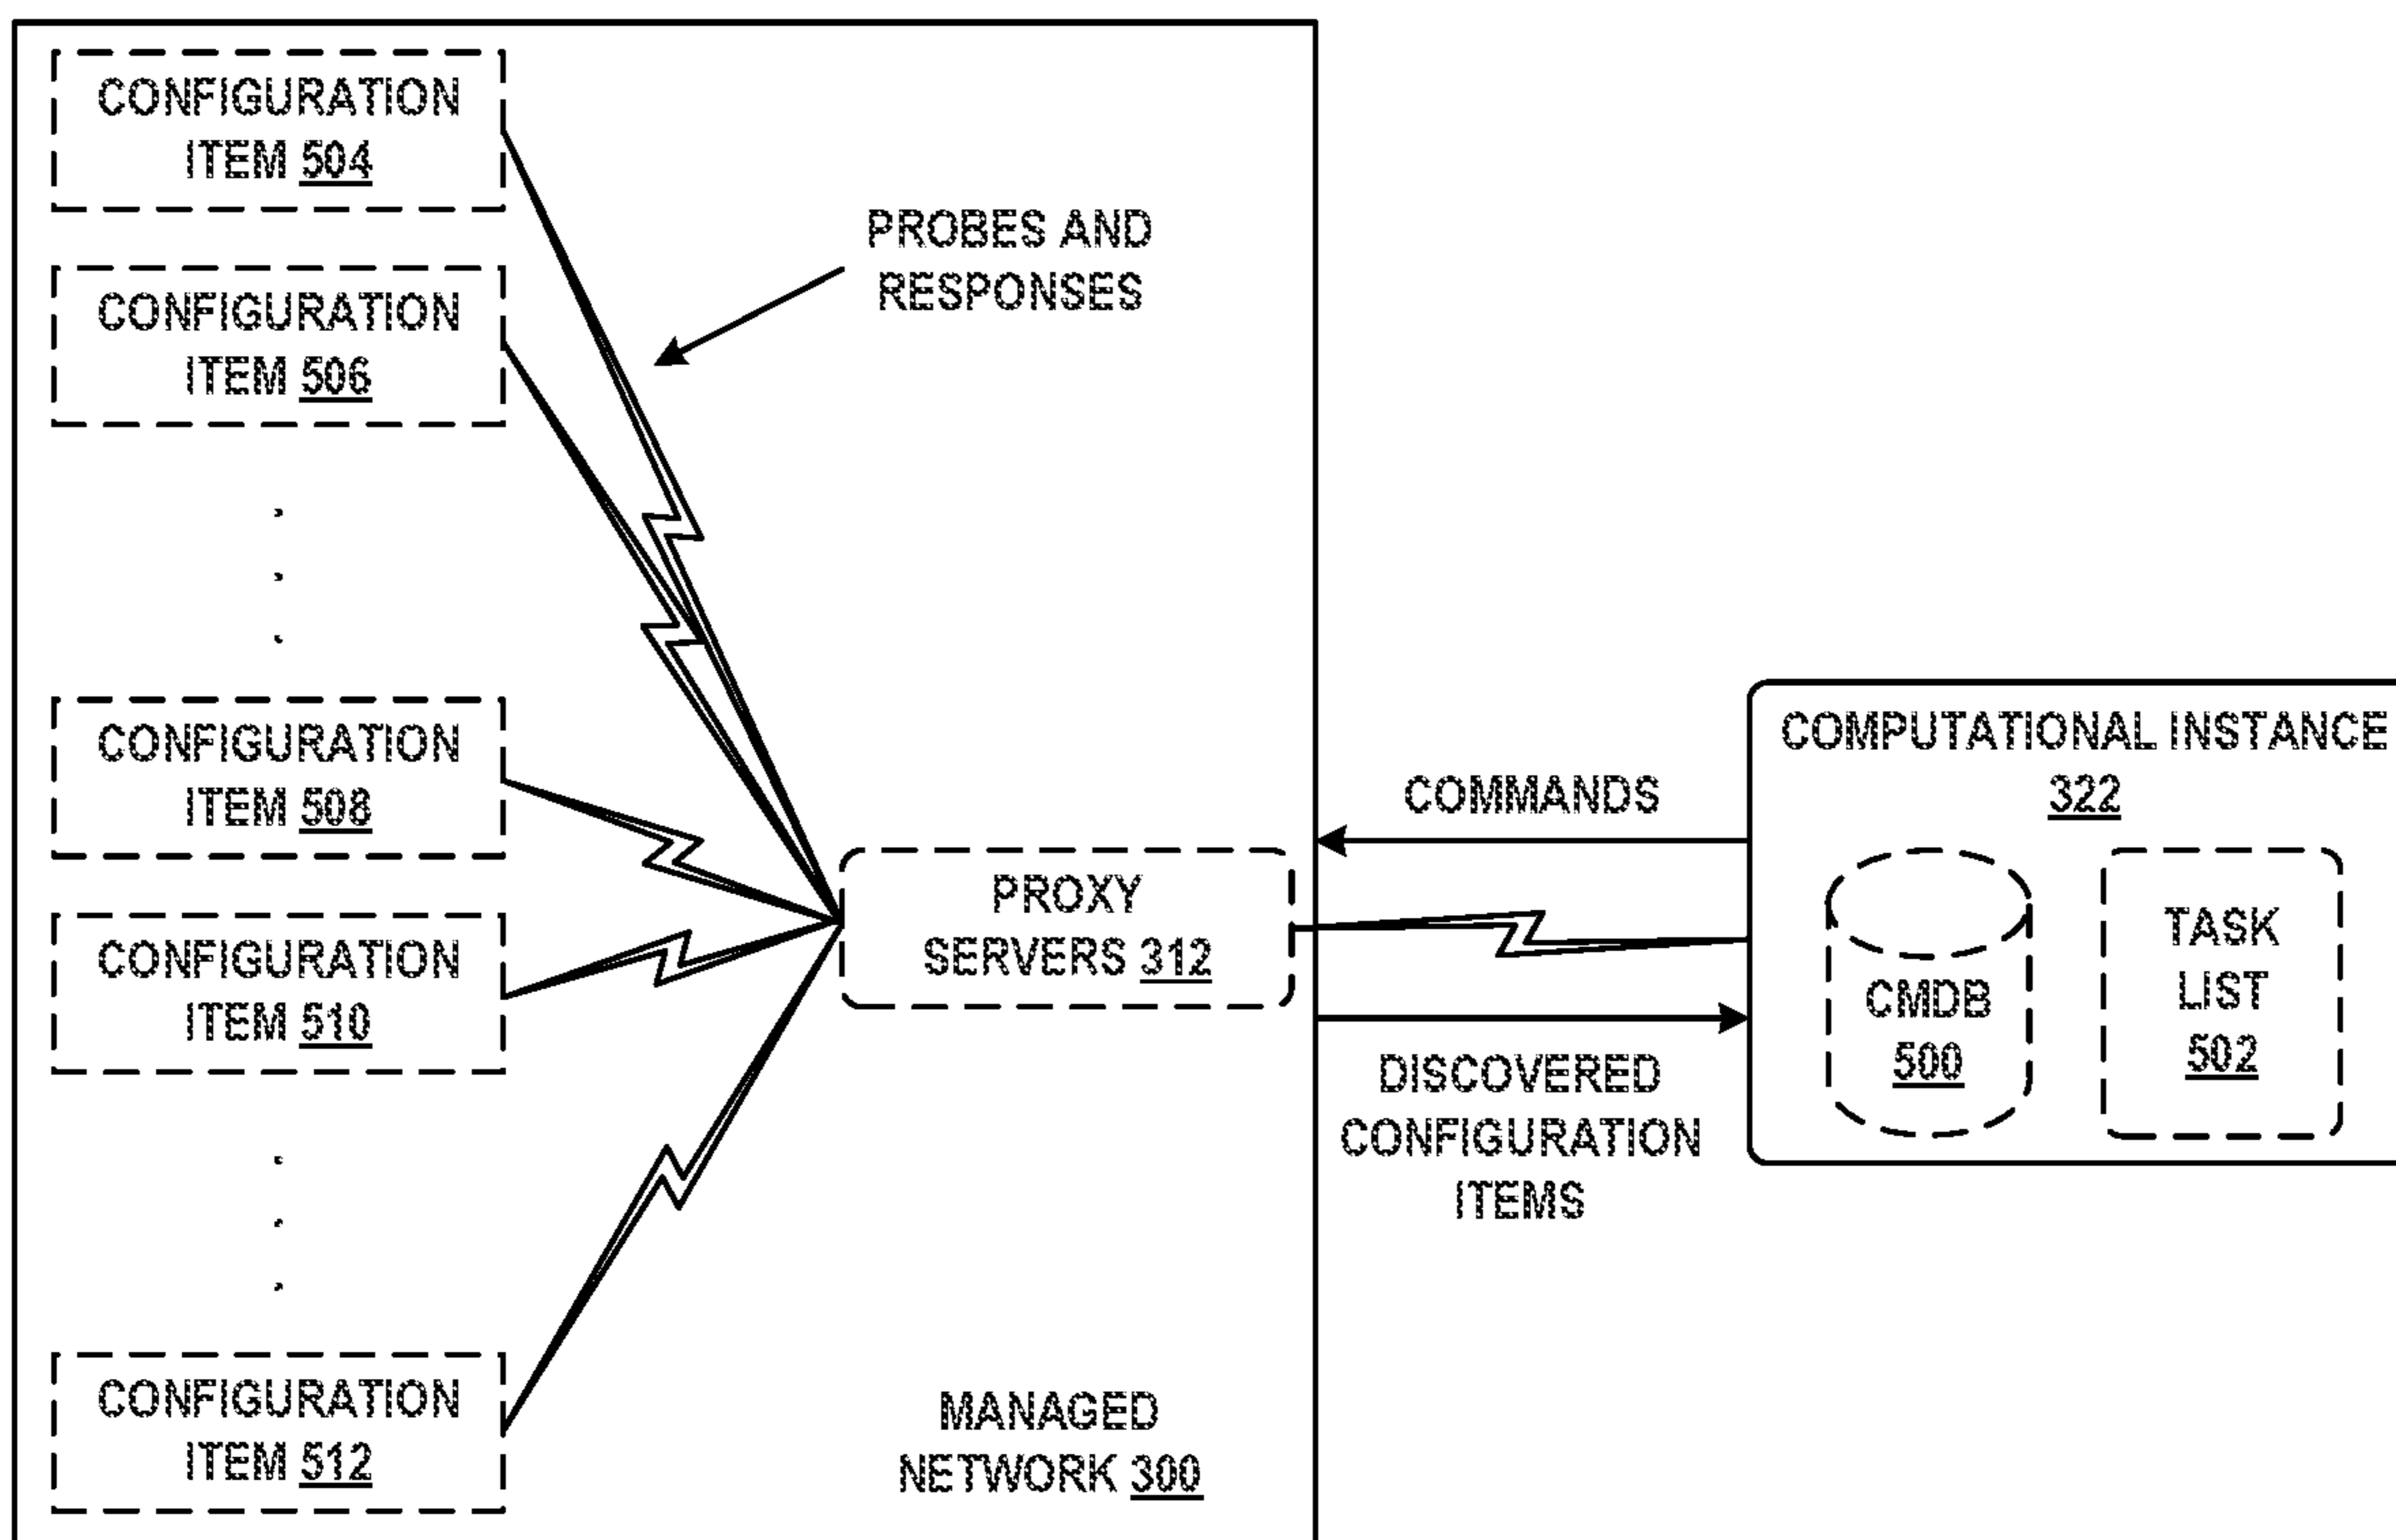 CONFIGURATION
ITEM 504
PROBES AND
RESPONSES
CONFIGURATION
ITEM 506
CONFIGURATION
ITEM 508
CONFIGURATION
ITEM 510
CONFIGURATION
ITEM 512
PROXY
SERVERS 312
MANAGED
NETWORK 300
COMMANDS
DISCOVERED
CONFIGURATION
ITEMS
COMPUTATIONAL INSTANCE
322
CMDB
500
TASK
LIST
502